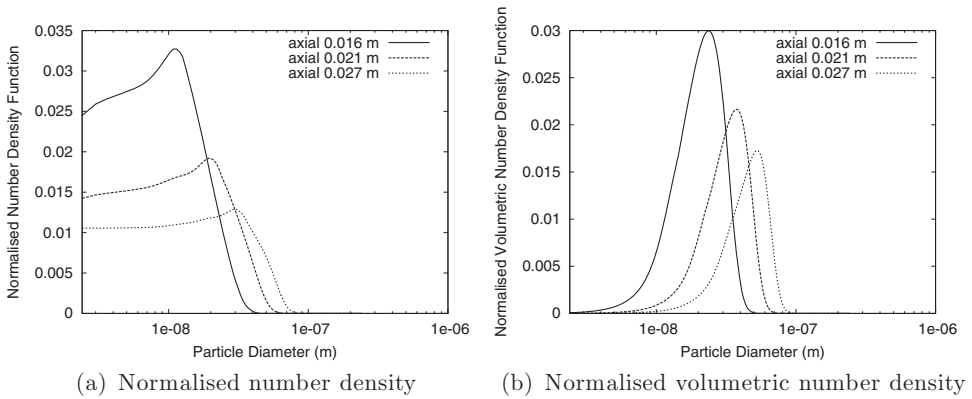 Normalised Number Density Function
0.035
0.03
0.025
0.02
0.015
0.01
0.005
0
axial 0.016 m
axial 0.021 m
axial 0.027 m
1e-08
1e-07
1e-06
Particle Diameter (m)
(a) Normalised number density
Normalised Volumetric Number Density Function
0.03
0.025
0.02
0.015
0.01
0.005
0
axial 0.016 m
axial 0.021 m
axial 0.027 m
1e-08
1e-07
1e-06
Particle Diameter (m)
(b) Normalised volumetric number density